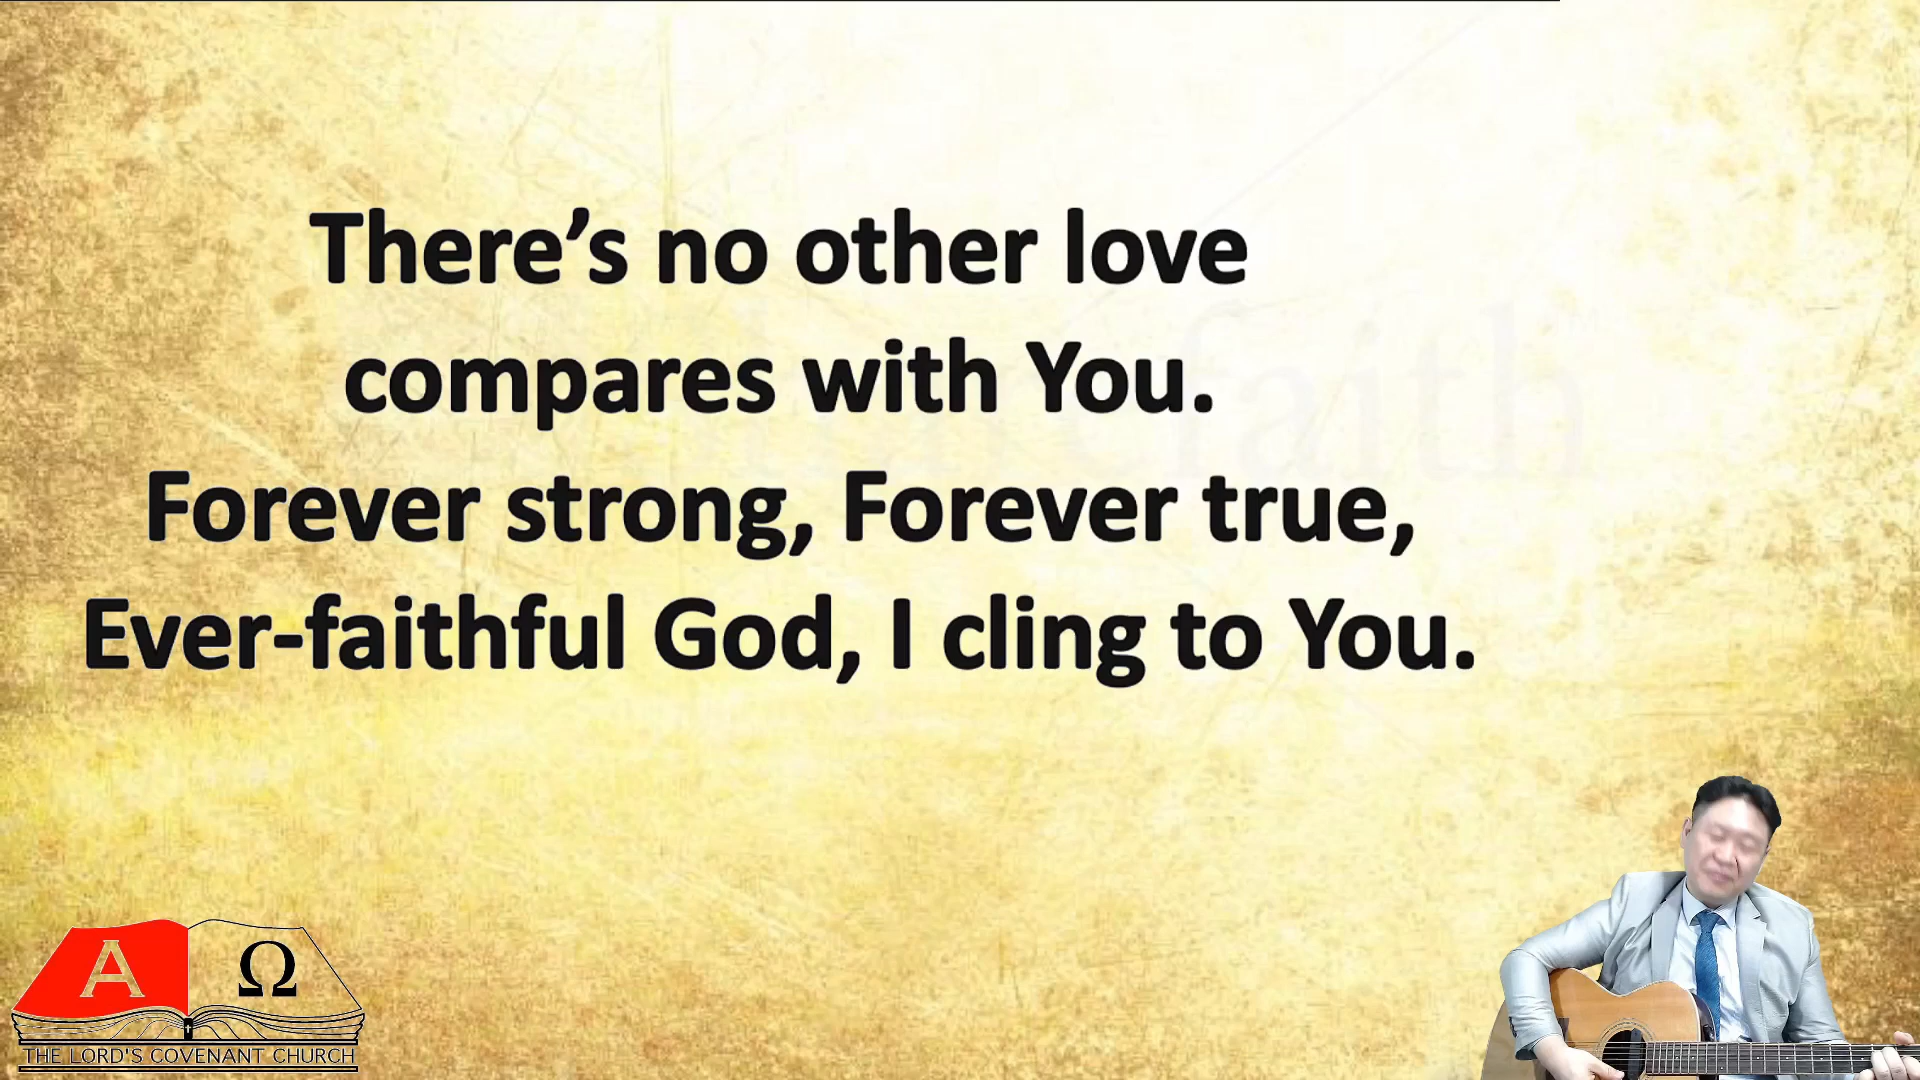 There’s no other love
compares with You.
Forever strong, Forever true,
Ever-faithful God, I cling to You.
faith
Α Ω
THE LORD'S COVENANT CHURCH